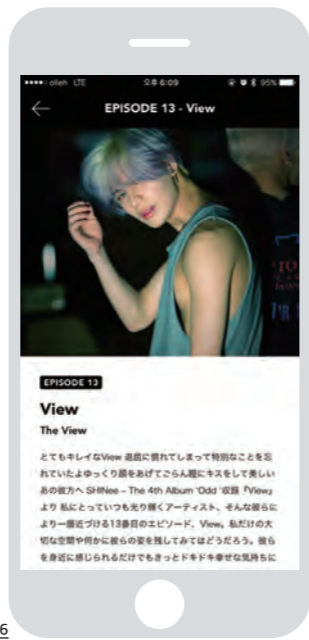 olleh LTE 오후 6:09 95%
EPISODE 13 - View
EPISODE 13
View
The View
とてもキレイなView 退屈に慣れてしまって特別なことを忘
れていたよゆっくり顔をあげてごらん瞳にキスをして美しい
あの彼方へ SHINee – The 4th Album 'Odd '収録『View』
より 私にとっていつも光り輝くアーティスト、そんな彼らに
より一層近づける13番目のエピソード、View。私だけの大
切な空間や何かに彼らの姿を残してみてはどうだろう。彼ら
を身近に感じられるだけでもきっとドキドキ幸せな気持ちに
6